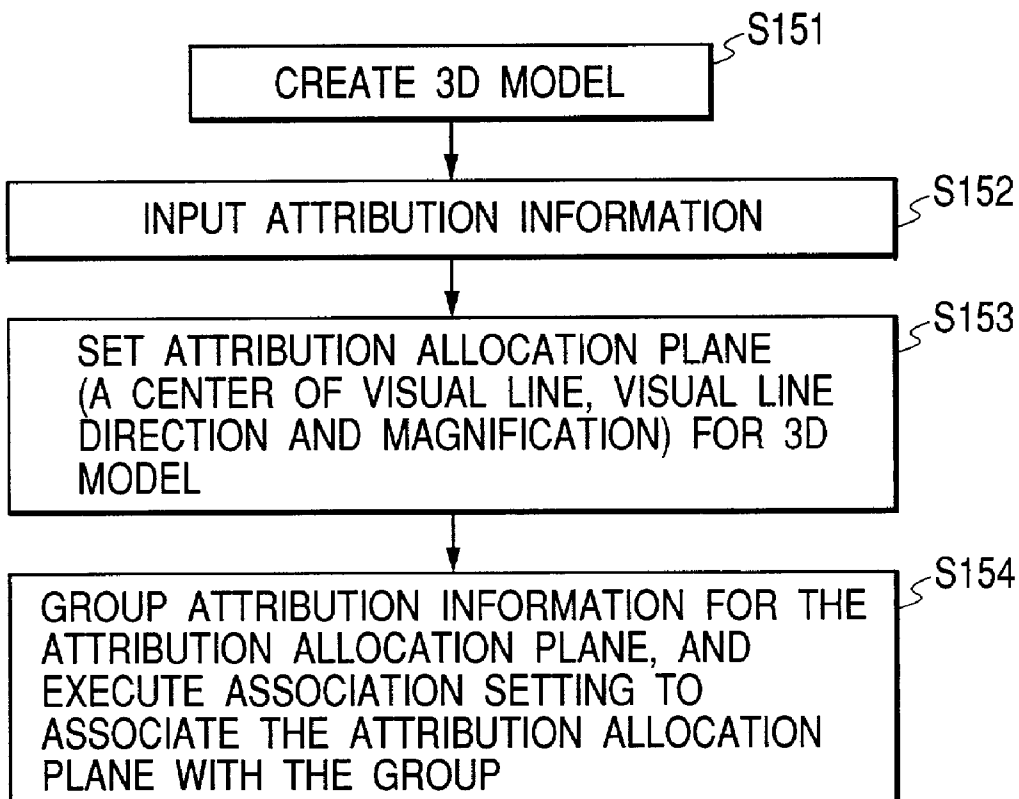 S151
CREATE 3D MODEL
S152
INPUT ATTRIBUTION INFORMATION
S153
SET ATTRIBUTION ALLOCATION PLANE
(A CENTER OF VISUAL LINE, VISUAL LINE
DIRECTION AND MAGNIFICATION) FOR 3D
MODEL
S154
GROUP ATTRIBUTION INFORMATION FOR THE
ATTRIBUTION ALLOCATION PLANE, AND
EXECUTE ASSOCIATION SETTING TO
ASSOCIATE THE ATTRIBUTION ALLOCATION
PLANE WITH THE GROUP